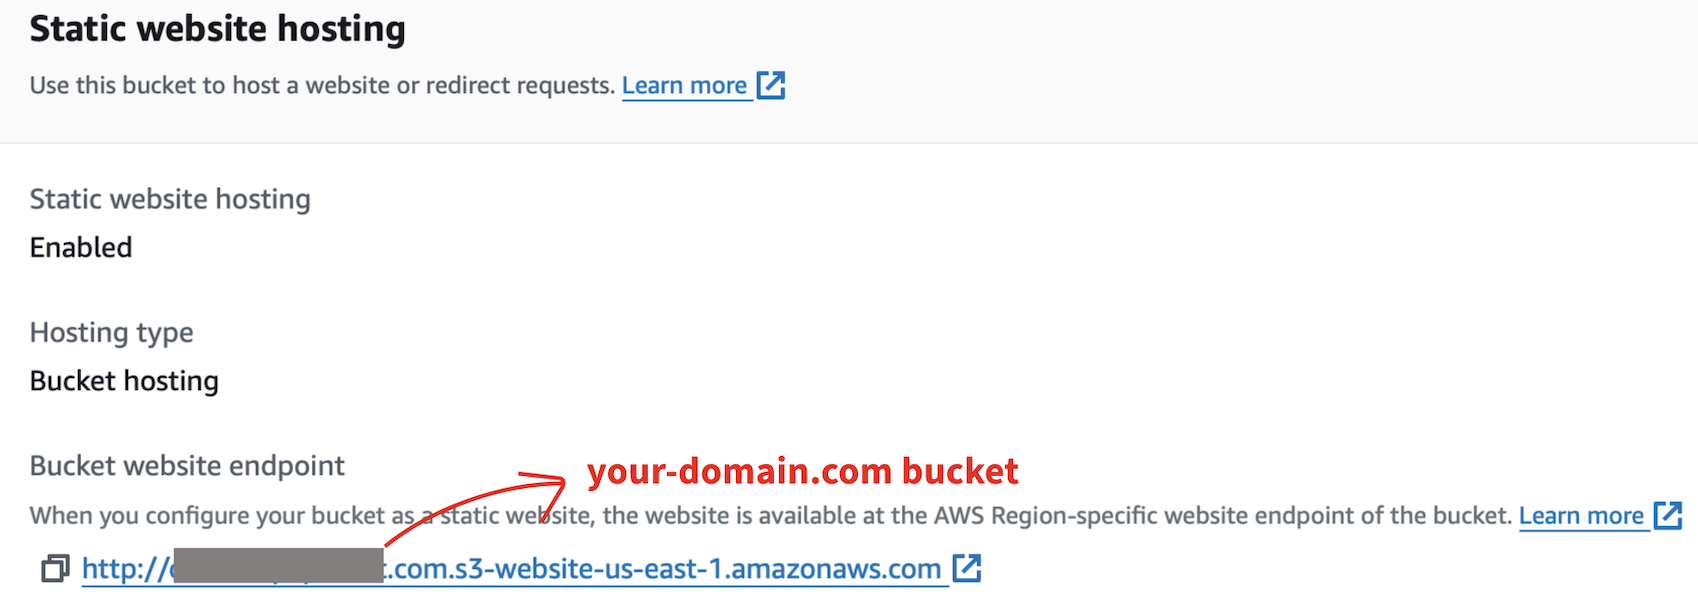 Static website hosting
Use this bucket to host a website or redirect requests. Learn more
Static website hosting
Enabled
Hosting type
Bucket hosting
Bucket website endpoint
your-domain.com bucket
When you configure your bucket as a static website, the website is available at the AWS Region-specific website endpoint of the bucket. Learn more
http:// .com.s3-website-us-east-1.amazonaws.com